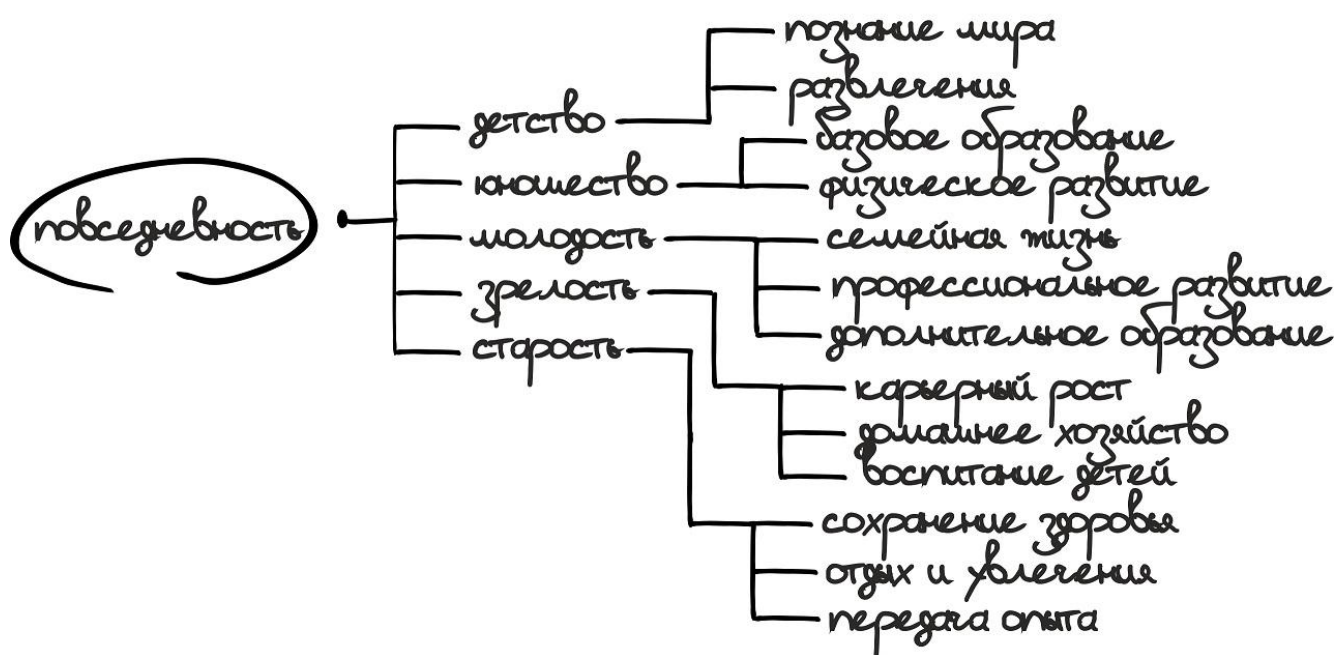 повседневность
детство
познание мира
развлечения
юношество
базовое образование
физическое развитие
молодость
семейная жизнь
профессиональное развитие
дополнительное образование
зрелость
карьерный рост
домашнее хозяйство
воспитание детей
старость
сохранение здоровья
отдых и увлечения
передача опыта